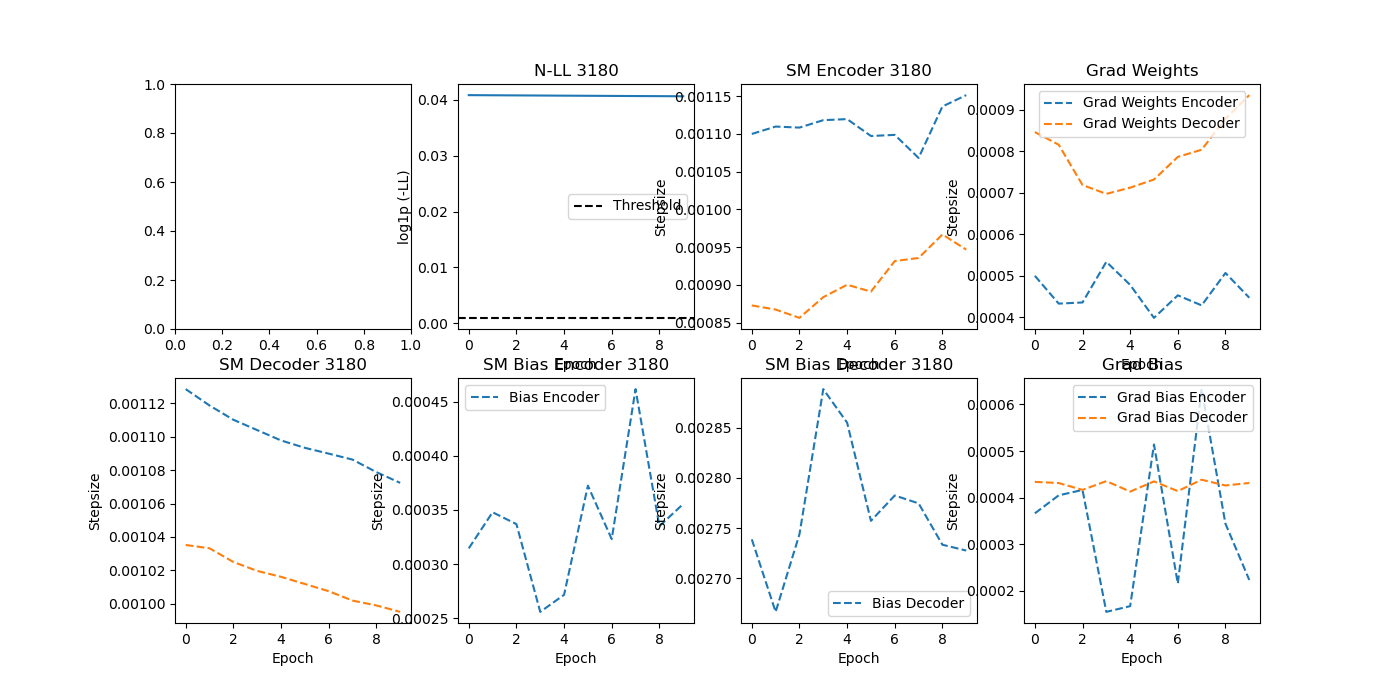 N-LL 3180
SM Encoder 3180
Grad Weights
1.0
0.8
0.6
0.4
0.2
0.0
0.0 0.2 0.4 0.6 0.8 1.0
log1p (-LL)
0.04
0.03
0.02
0.01
0.00
Threshold
0 2 4 6 8
Epoch
Stepsize
0.00115
0.00110
0.00105
0.00100
0.00095
0.00090
0.00085
0 2 4 6 8
Epoch
Stepsize
0.0009
0.0008
0.0007
0.0006
0.0005
0.0004
Grad Weights Encoder
Grad Weights Decoder
0 2 4 6 8
Epoch
SM Decoder 3180
SM Bias Encoder 3180
SM Bias Decoder 3180
Grad Bias
Stepsize
0.00112
0.00110
0.00108
0.00106
0.00104
0.00102
0.00100
0 2 4 6 8
Epoch
Stepsize
0.00045
0.00040
0.00035
0.00030
0.00025
Bias Encoder
0 2 4 6 8
Epoch
Stepsize
0.00285
0.00280
0.00275
0.00270
Bias Decoder
0 2 4 6 8
Epoch
Stepsize
0.0006
0.0005
0.0004
0.0003
0.0002
Grad Bias Encoder
Grad Bias Decoder
0 2 4 6 8
Epoch